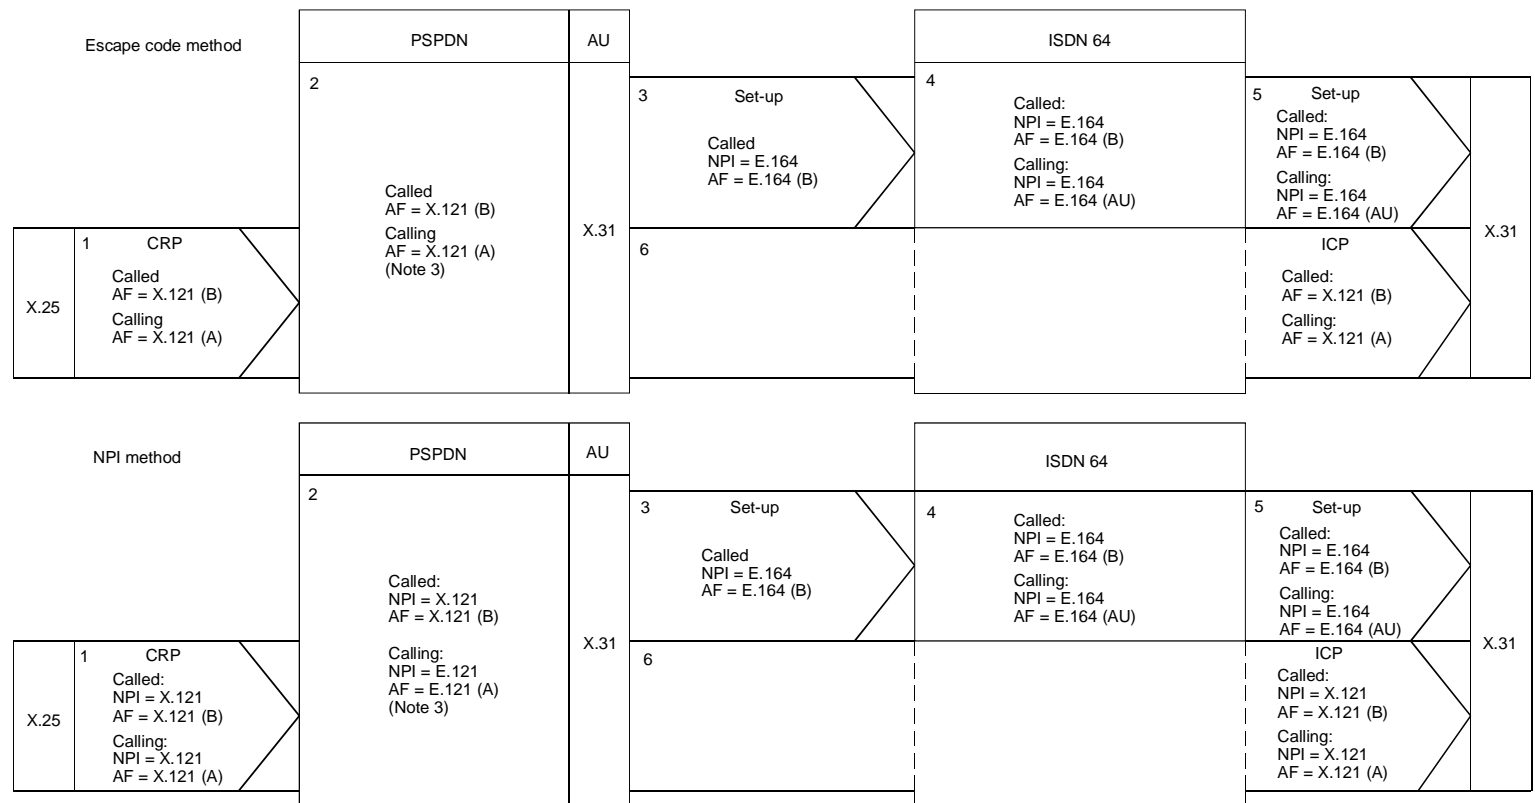 Escape code method
PSPDN
AU
ISDN 64
2
Called
AF = X.121 (B)
Calling
AF = X.121 (A)
(Note 3)
X.31
3
Set-up
Called
NPI = E.164
AF = E.164 (B)
4
Called:
NPI = E.164
AF = E.164 (B)
Calling:
NPI = E.164
AF = E.164 (AU)
5
Set-up
Called:
NPI = E.164
AF = E.164 (B)
Calling:
NPI = E.164
AF = E.164 (AU)
X.31
X.25
1
CRP
Called
AF = X.121 (B)
Calling
AF = X.121 (A)
6
ICP
Called:
AF = X.121 (B)
Calling:
AF = X.121 (A)
NPI method
PSPDN
AU
ISDN 64
2
Called:
NPI = X.121
AF = X.121 (B)
Calling:
NPI = E.121
AF = E.121 (A)
(Note 3)
X.31
3
Set-up
Called
NPI = E.164
AF = E.164 (B)
4
Called:
NPI = E.164
AF = E.164 (B)
Calling:
NPI = E.164
AF = E.164 (AU)
5
Set-up
Called:
NPI = E.164
AF = E.164 (B)
Calling:
NPI = E.164
AF = E.164 (AU)
X.31
X.25
1
CRP
Called:
NPI = X.121
AF = X.121 (B)
Calling:
NPI = X.121
AF = X.121 (A)
6
ICP
Called:
NPI = X.121
AF = X.121 (B)
Calling:
NPI = X.121
AF = X.121 (A)